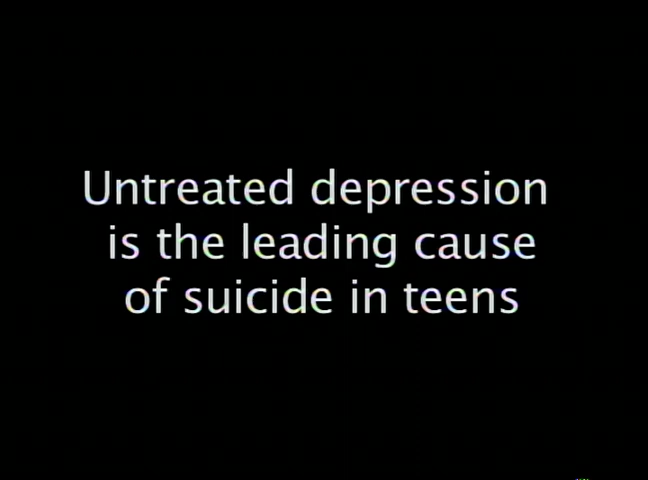 Untreated depression
is the leading cause
of suicide in teens